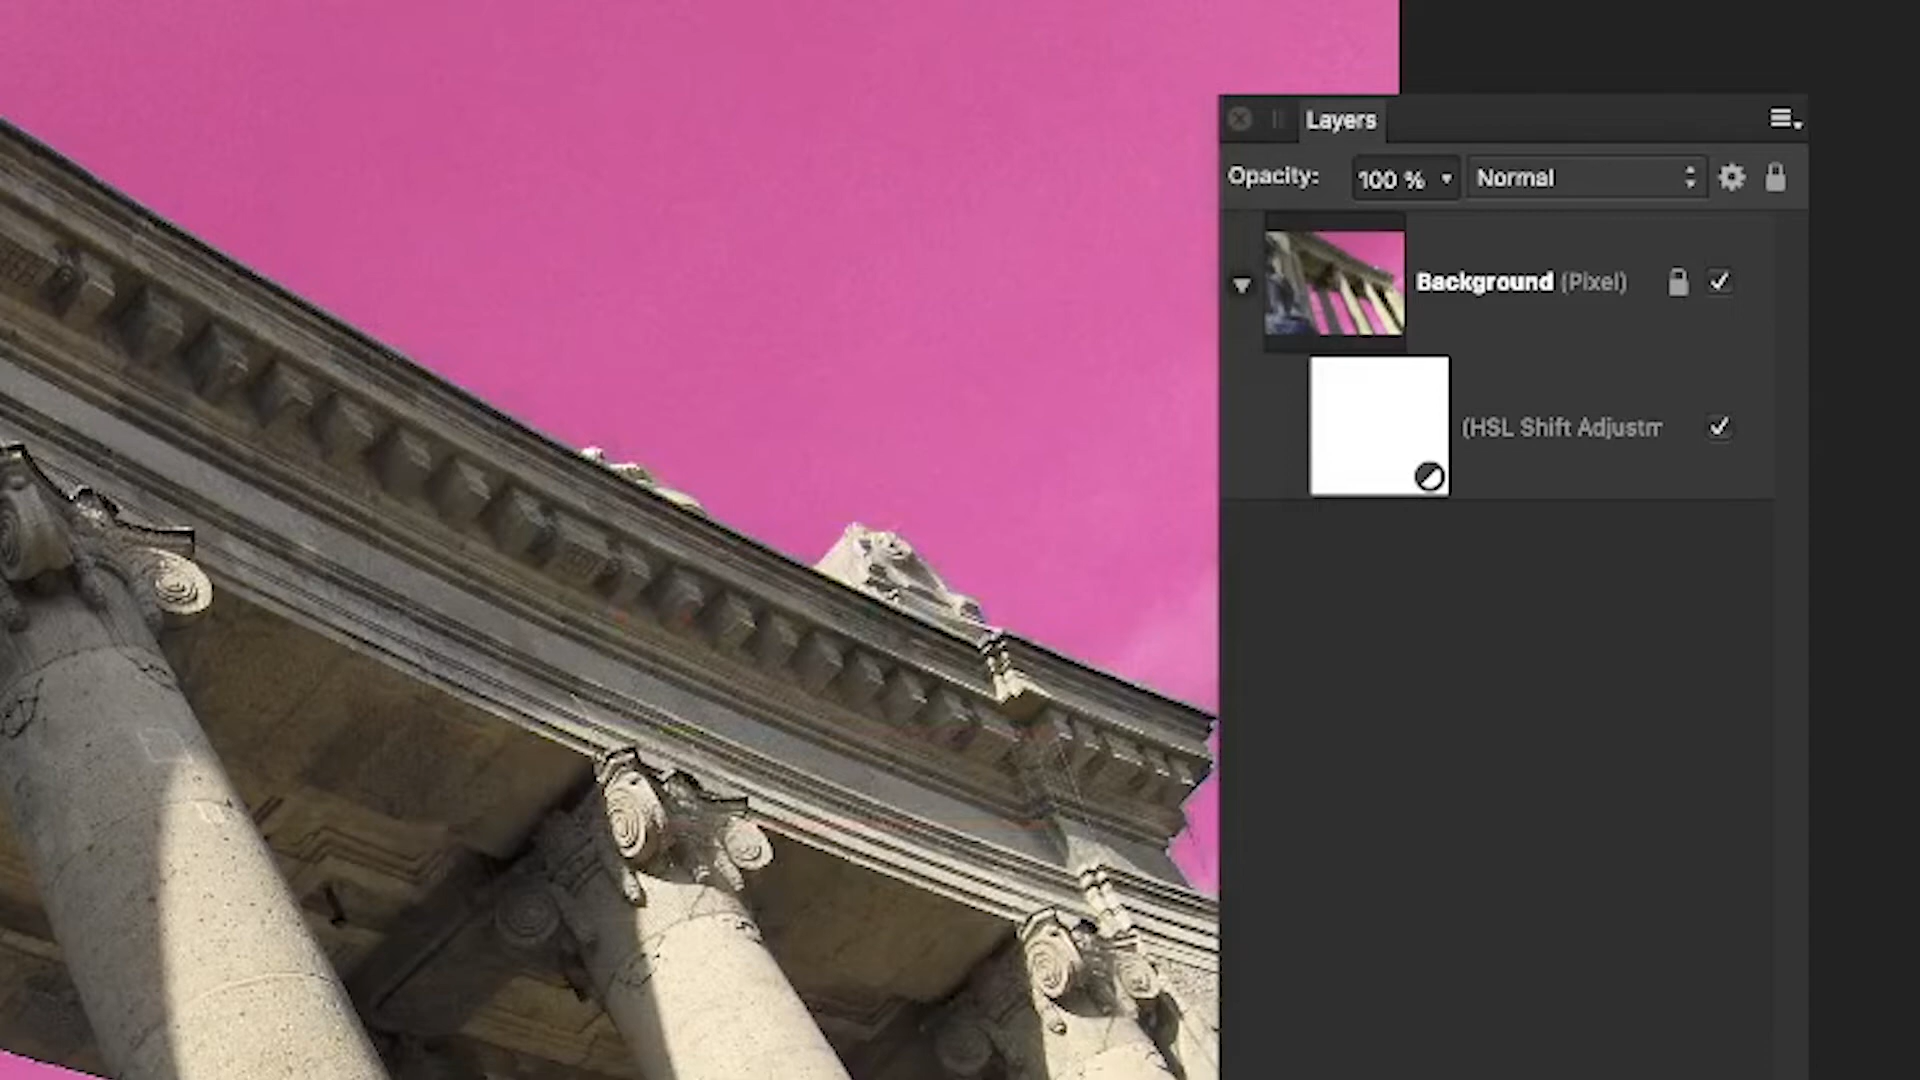 Layers
Opacity: 100 % Normal
Background (Pixel)
(HSL Shift Adjustm